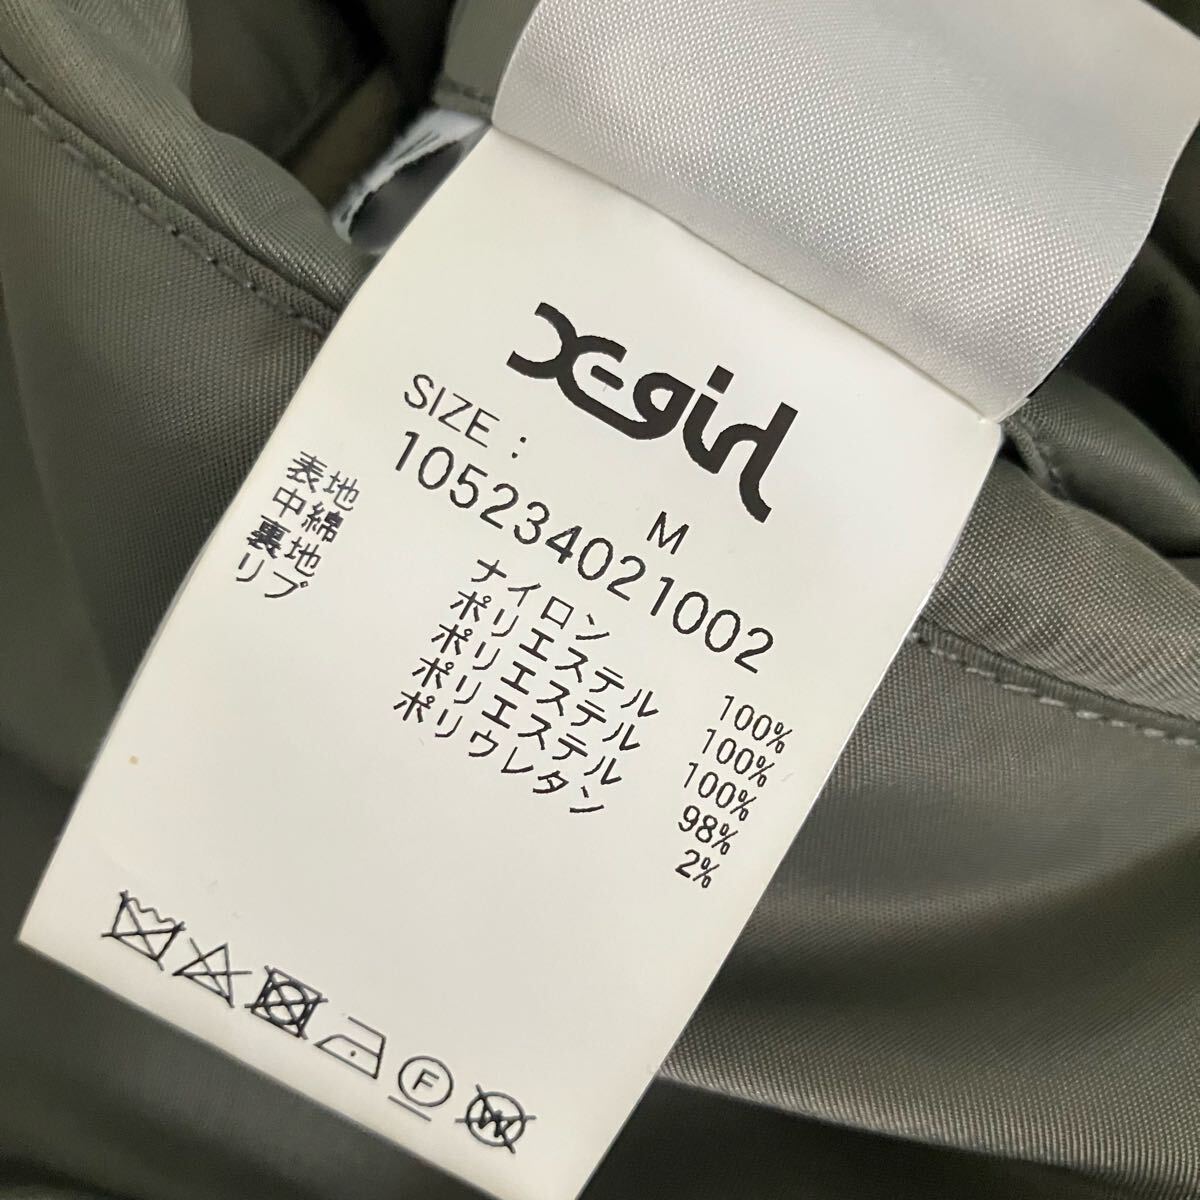 X-girl
SIZE : M
105234021002
表地 ナイロン 100%
中綿 ポリエステル 100%
裏地 ポリエステル 100%
リブ ポリエステル 98%
ポリウレタン 2%
F
W